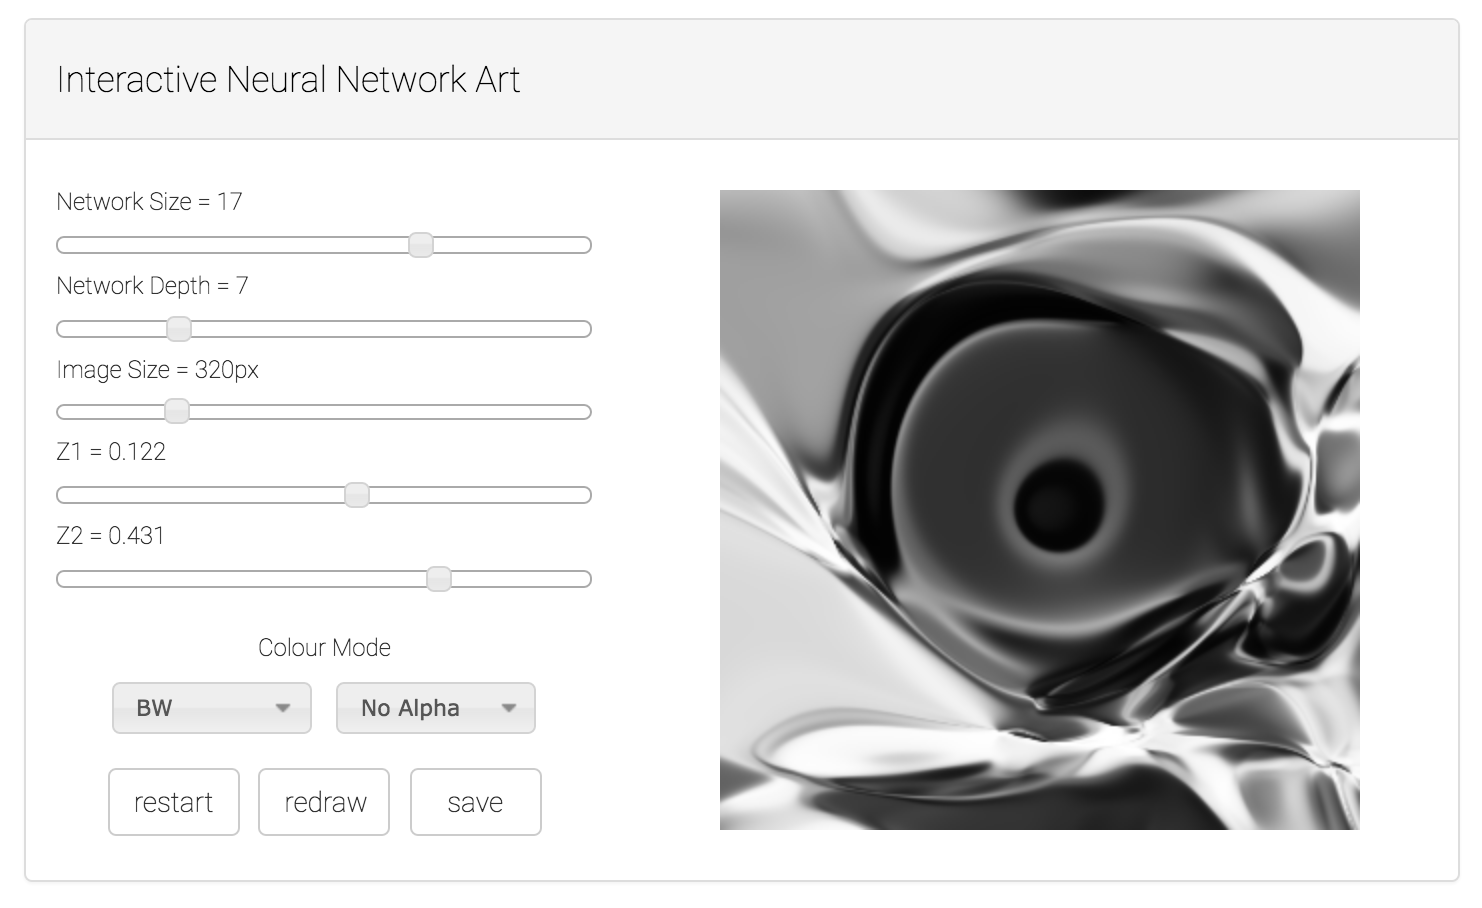 Interactive Neural Network Art
Network Size = 17
Network Depth = 7
Image Size = 320px
Z1 = 0.122
Z2 = 0.431
Colour Mode
BW No Alpha
restart redraw save